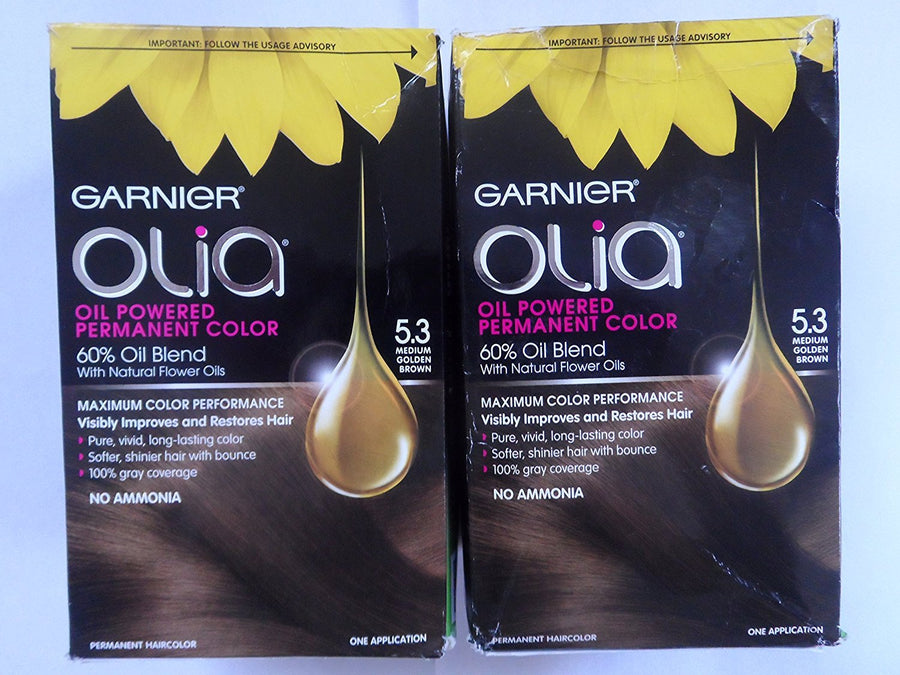 IMPORTANT: FOLLOW THE USAGE ADVISORY
GARNIER®
OLiA®
OIL POWERED
PERMANENT COLOR
60% Oil Blend
With Natural Flower Oils
5.3
MEDIUM
GOLDEN
BROWN
MAXIMUM COLOR PERFORMANCE
Visibly Improves and Restores Hair
Pure, vivid, long-lasting color
Softer, shinier hair with bounce
100% gray coverage
NO AMMONIA
PERMANENT HAIRCOLOR
ONE APPLICATION
IMPORTANT: FOLLOW THE USAGE ADVISORY
GARNIER®
OLiA®
OIL POWERED
PERMANENT COLOR
60% Oil Blend
With Natural Flower Oils
5.3
MEDIUM
GOLDEN
BROWN
MAXIMUM COLOR PERFORMANCE
Visibly Improves and Restores Hair
Pure, vivid, long-lasting color
Softer, shinier hair with bounce
100% gray coverage
NO AMMONIA
PERMANENT HAIRCOLOR
ONE APPLICATION